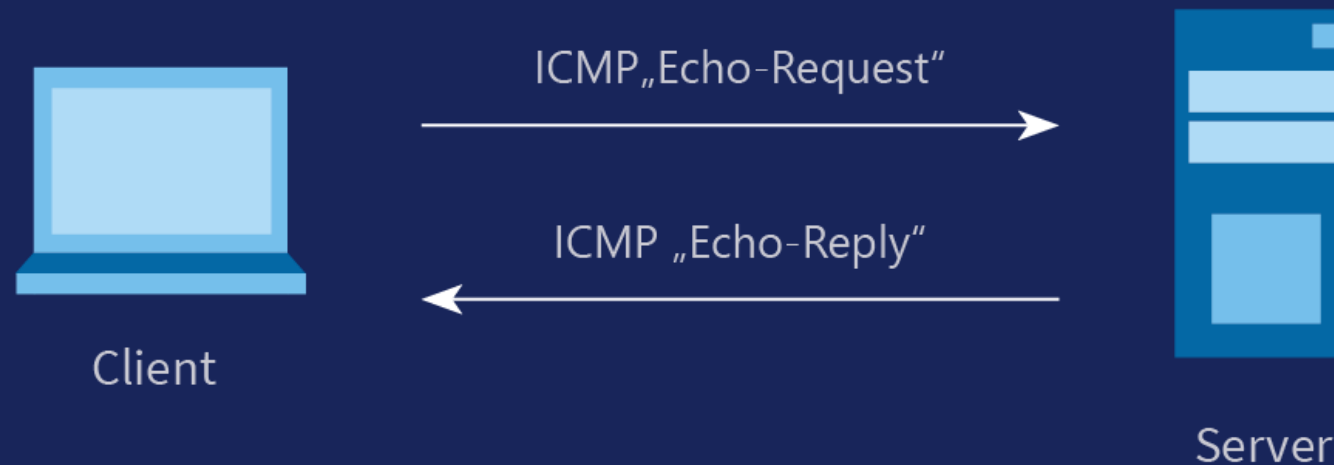 ICMP„Echo-Request“
ICMP „Echo-Reply“
Client
Server